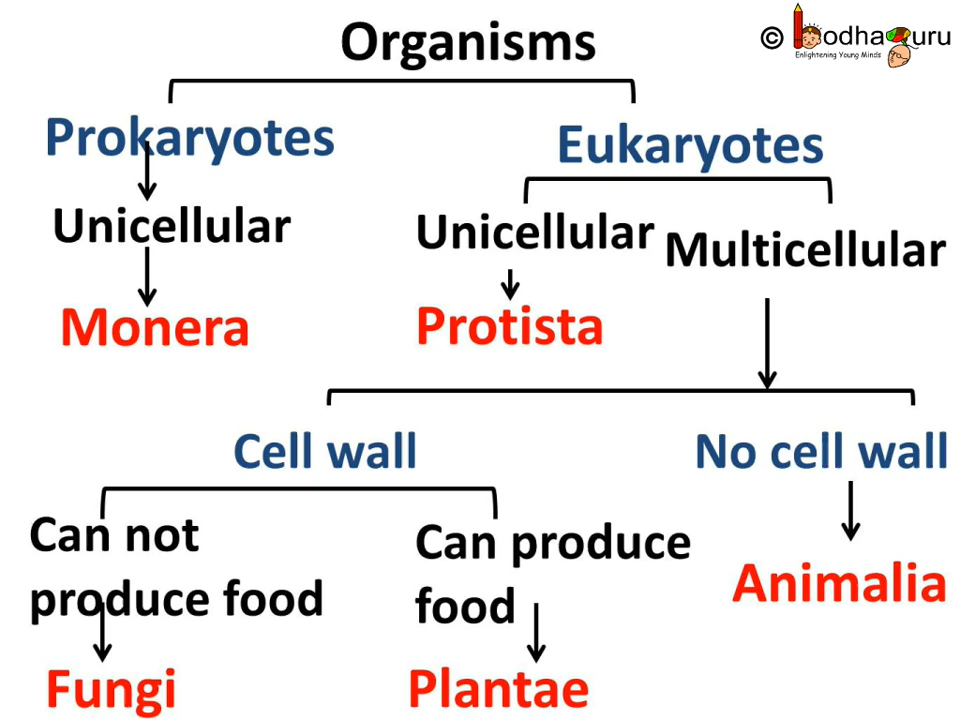 Organisms
© BodhaGuru
Enlightening Young Minds
Prokaryotes
Eukaryotes
Unicellular
Unicellular
Multicellular
Monera
Protista
Cell wall
No cell wall
Can not
produce food
Can produce
food
Animalia
Fungi
Plantae